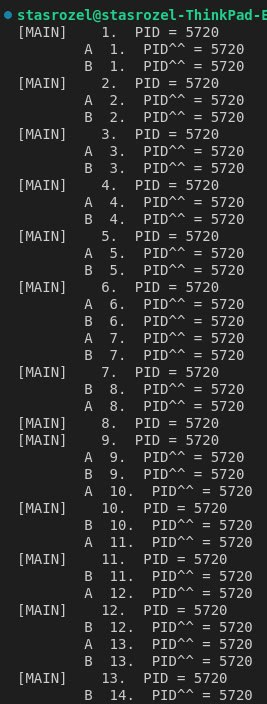 stasrozel@stasrozel-ThinkPad-E
[MAIN] 1. PID = 5720
A 1. PID^^ = 5720
B 1. PID^^ = 5720
[MAIN] 2. PID = 5720
A 2. PID^^ = 5720
B 2. PID^^ = 5720
[MAIN] 3. PID = 5720
A 3. PID^^ = 5720
B 3. PID^^ = 5720
[MAIN] 4. PID = 5720
A 4. PID^^ = 5720
B 4. PID^^ = 5720
[MAIN] 5. PID = 5720
A 5. PID^^ = 5720
B 5. PID^^ = 5720
[MAIN] 6. PID = 5720
A 6. PID^^ = 5720
B 6. PID^^ = 5720
A 7. PID^^ = 5720
B 7. PID^^ = 5720
[MAIN] 7. PID = 5720
B 8. PID^^ = 5720
A 8. PID^^ = 5720
[MAIN] 8. PID = 5720
[MAIN] 9. PID = 5720
A 9. PID^^ = 5720
B 9. PID^^ = 5720
A 10. PID^^ = 5720
[MAIN] 10. PID = 5720
B 10. PID^^ = 5720
A 11. PID^^ = 5720
[MAIN] 11. PID = 5720
B 11. PID^^ = 5720
A 12. PID^^ = 5720
[MAIN] 12. PID = 5720
B 12. PID^^ = 5720
A 13. PID^^ = 5720
B 13. PID^^ = 5720
[MAIN] 13. PID = 5720
B 14. PID^^ = 5720